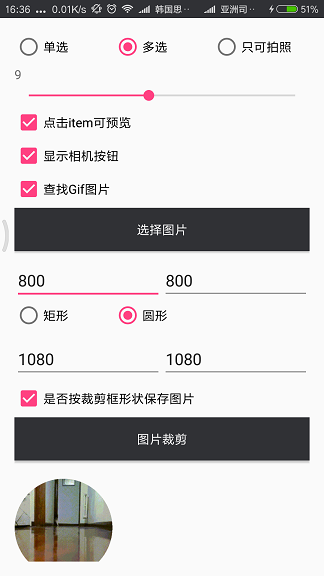 16:36 ... 0.01K/s 韩国思·· 亚洲司·· 51%
单选 多选 只可拍照
9
点击item可预览
显示相机按钮
查找Gif图片
选择图片
800 800
矩形 圆形
1080 1080
是否按裁剪框形状保存图片
图片裁剪